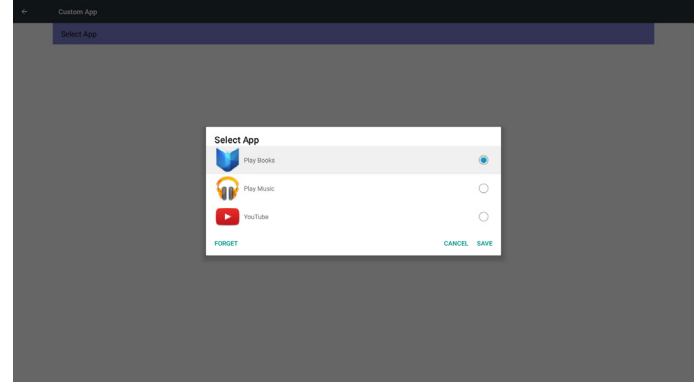 Custom App
Select App
Select App
Play Books
Play Music
YouTube
FORGET CANCEL SAVE